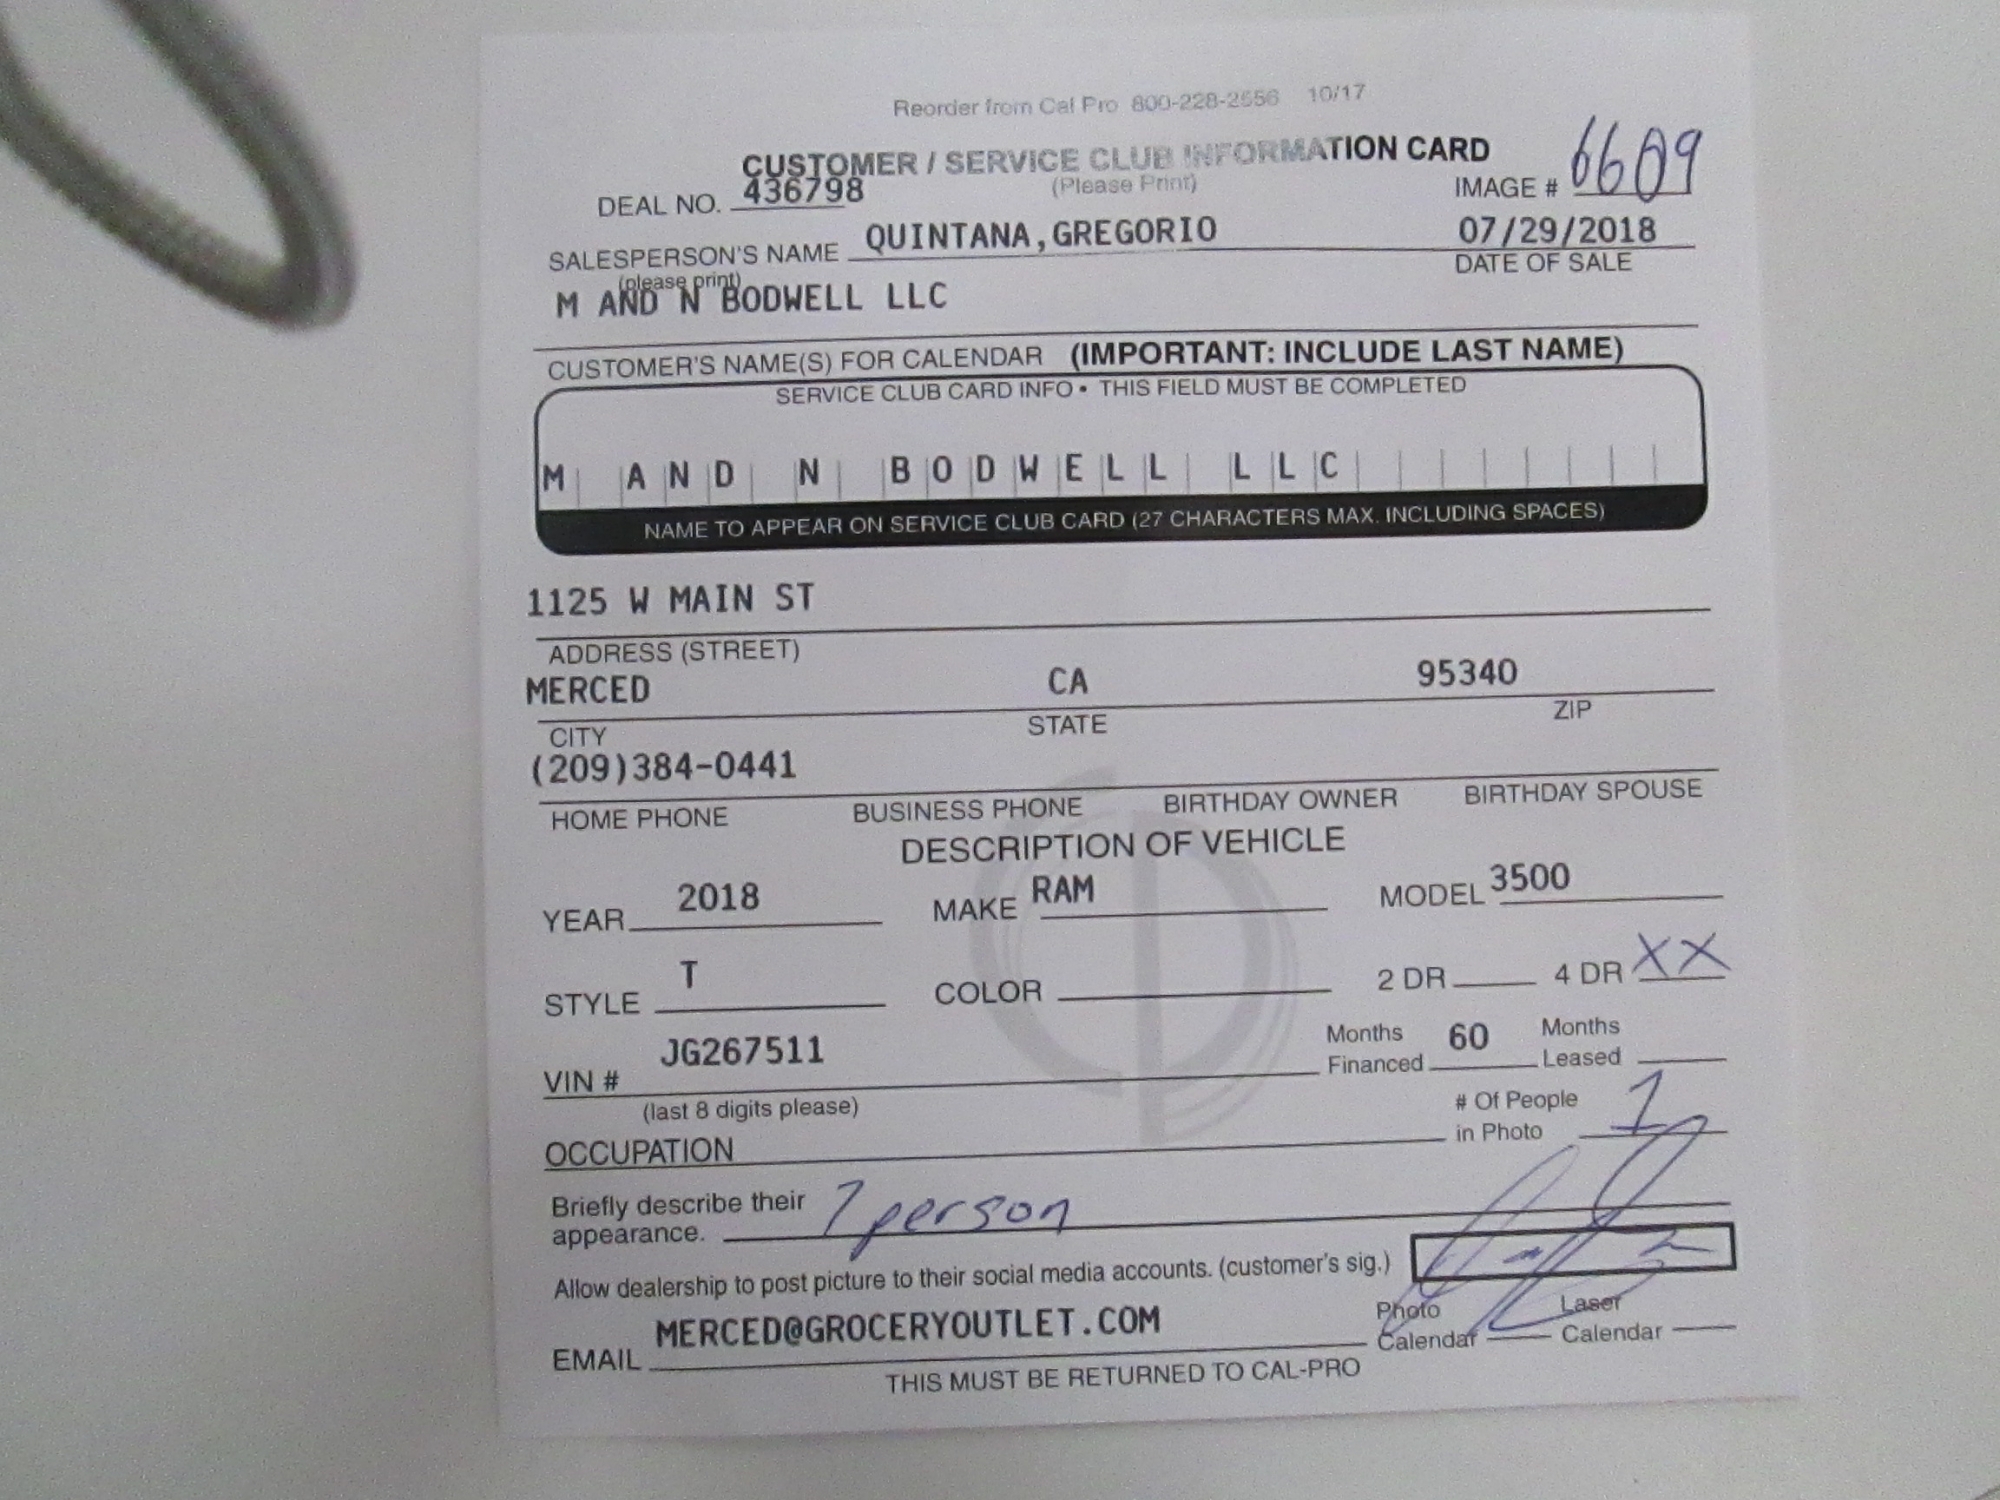 Reorder from Cal Pro 800-228-2556 10/17
CUSTOMER / SERVICE CLUB INFORMATION CARD
(Please Print)
DEAL NO. 436798 IMAGE # 6609
SALESPERSON'S NAME QUINTANA,GREGORIO 07/29/2018
(please print) DATE OF SALE
M AND N BODWELL LLC
CUSTOMER'S NAME(S) FOR CALENDAR (IMPORTANT: INCLUDE LAST NAME)
SERVICE CLUB CARD INFO • THIS FIELD MUST BE COMPLETED
M AND N BODWELL LLC
NAME TO APPEAR ON SERVICE CLUB CARD (27 CHARACTERS MAX. INCLUDING SPACES)
1125 W MAIN ST
ADDRESS (STREET)
MERCED CA 95340
CITY STATE ZIP
(209)384-0441
HOME PHONE BUSINESS PHONE BIRTHDAY OWNER BIRTHDAY SPOUSE
DESCRIPTION OF VEHICLE
YEAR 2018 MAKE RAM MODEL 3500
STYLE T COLOR 2 DR 4 DR XX
VIN # JG267511 Months Financed 60 Months Leased
(last 8 digits please)
OCCUPATION # Of People in Photo 1
Briefly describe their appearance. 1 person
Allow dealership to post picture to their social media accounts. (customer's sig.)
EMAIL MERCED@GROCERYOUTLET.COM Photo Calendar Laser Calendar
THIS MUST BE RETURNED TO CAL-PRO